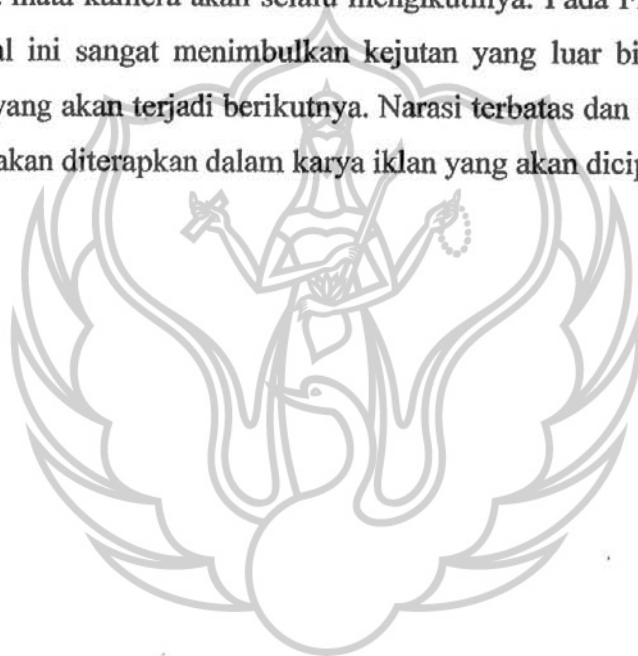 mata kamera akan selalu mengikutinya. Pada
al ini sangat menimbulkan kejutan yang luar bi
yang akan terjadi berikutnya. Narasi terbatas dan
akan diterapkan dalam karya iklan yang akan dicip